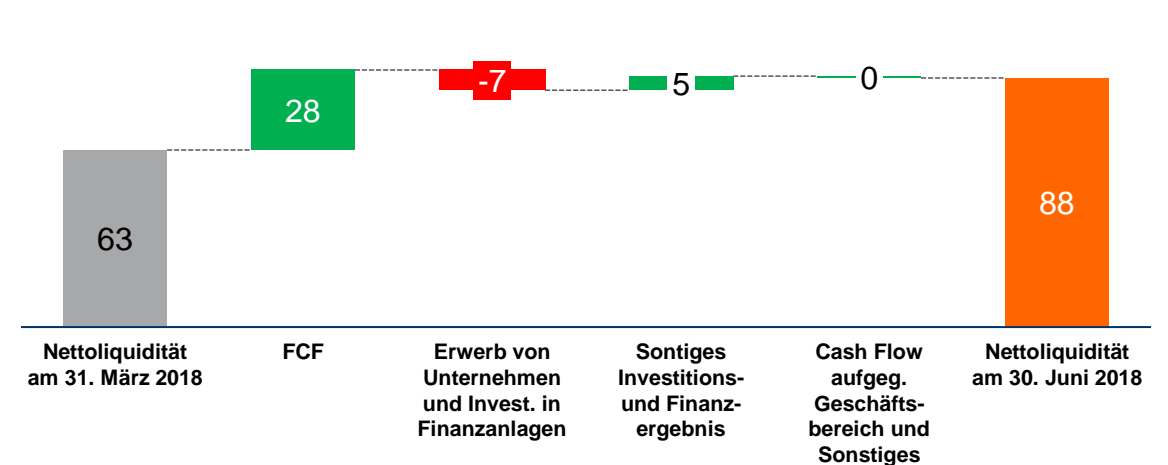 -7
5
0
28
88
63
Nettoliquidität
am 31. März 2018
FCF
Erwerb von
Unternehmen
und Invest. in
Finanzanlagen
Sontiges
Investitions-
und Finanz-
ergebnis
Cash Flow
aufgeg.
Geschäfts-
bereich und
Sonstiges
Nettoliquidität
am 30. Juni 2018